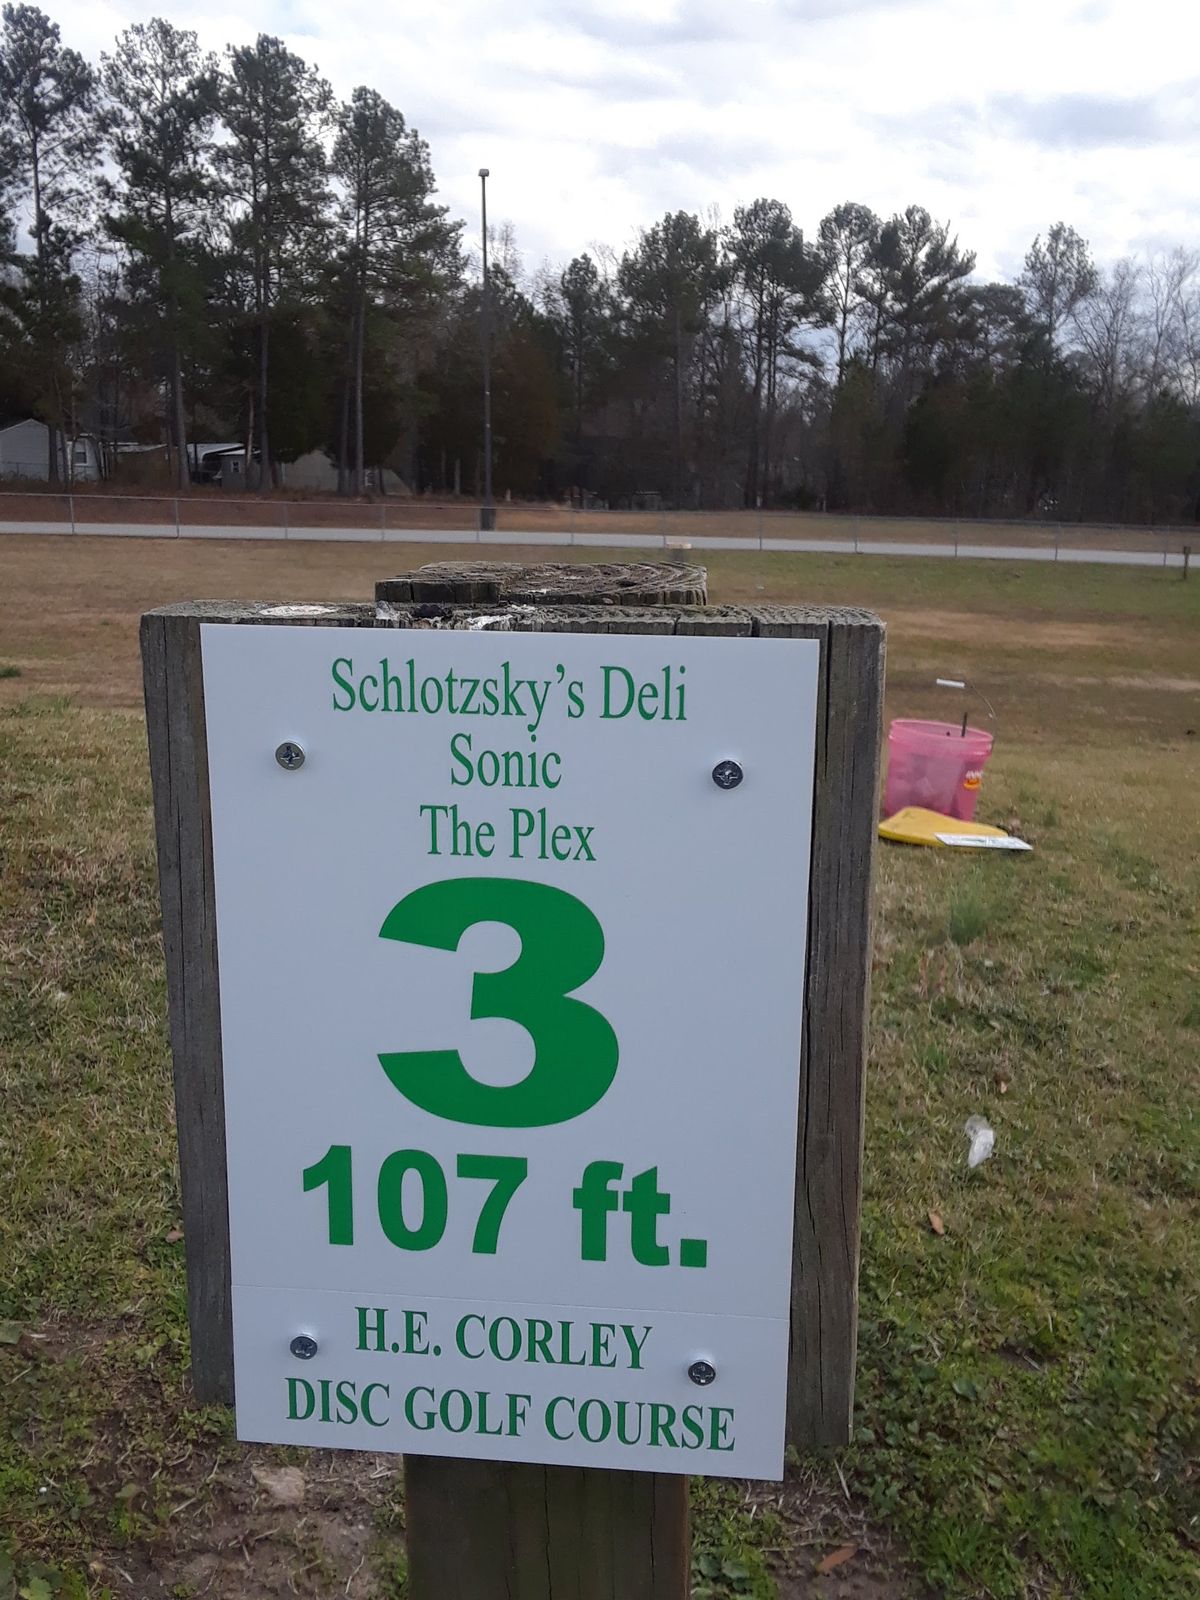 Schlotzsky's Deli
Sonic
The Plex
3
107 ft.
H.E. CORLEY
DISC GOLF COURSE